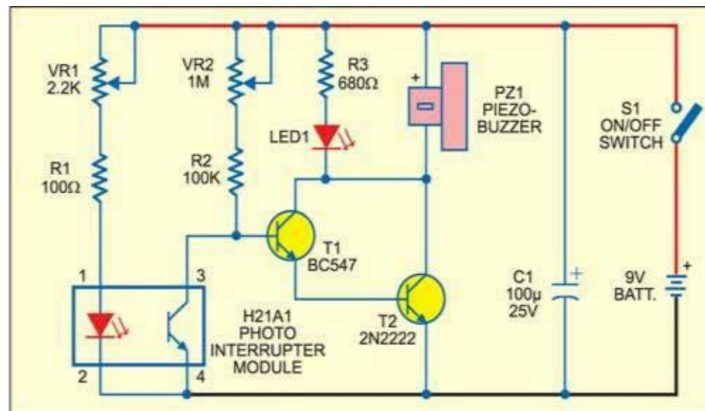 VR1
2.2K
VR2
1M
R3
680Ω
+
PZ1
PIEZO-
BUZZER
S1
ON/OFF
SWITCH
LED1
R1
100Ω
R2
100K
T1
BC547
1
3
H21A1
PHOTO
INTERRUPTER
MODULE
2
4
T2
2N2222
C1
100µ
25V
+
9V
BATT.
+